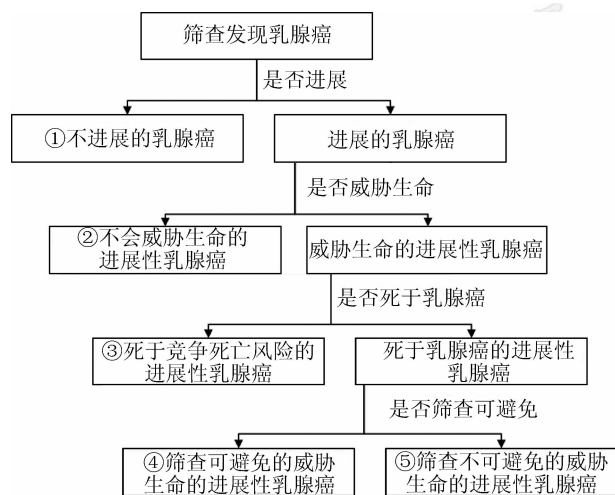 筛查发现乳腺癌
是否进展
①不进展的乳腺癌
进展的乳腺癌
是否威胁生命
②不会威胁生命的
进展性乳腺癌
威胁生命的进展性乳腺癌
是否死于乳腺癌
③死于竞争死亡风险的
进展性乳腺癌
死于乳腺癌的进展性
乳腺癌
是否筛查可避免
④筛查可避免的威胁
生命的进展性乳腺癌
⑤筛查不可避免的威胁
生命的进展性乳腺癌